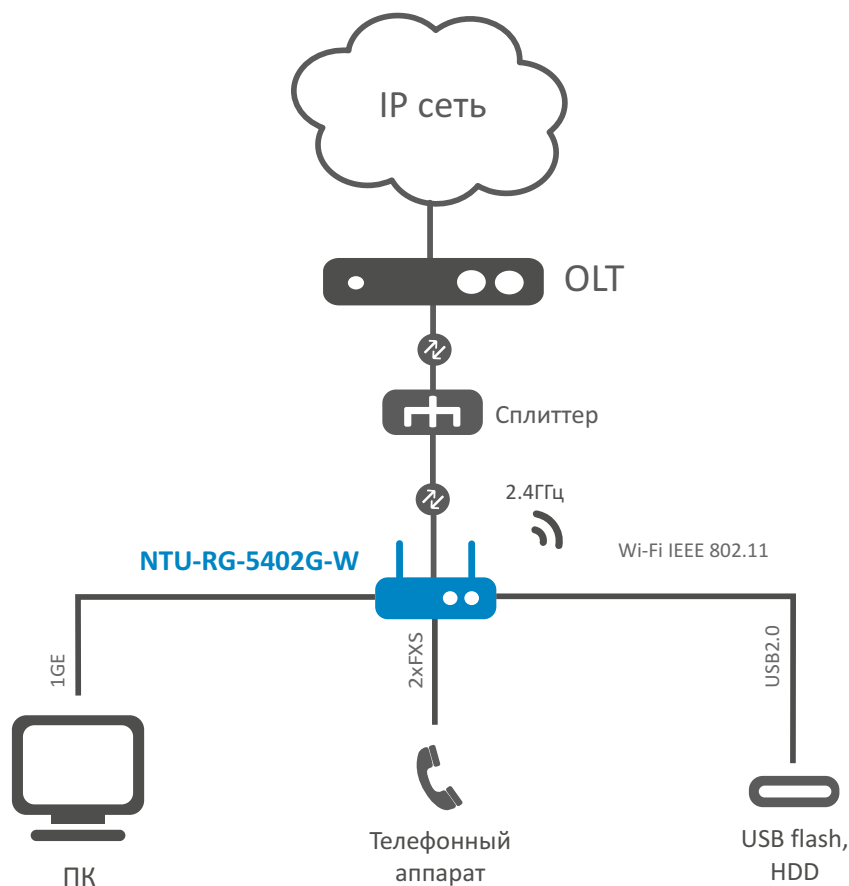 IP сеть
OLT
Сплиттер
2.4ГГц
Wi-Fi IEEE 802.11
NTU-RG-5402G-W
1GE
2xFXS
USB2.0
ПК
Телефонный
аппарат
USB flash,
HDD